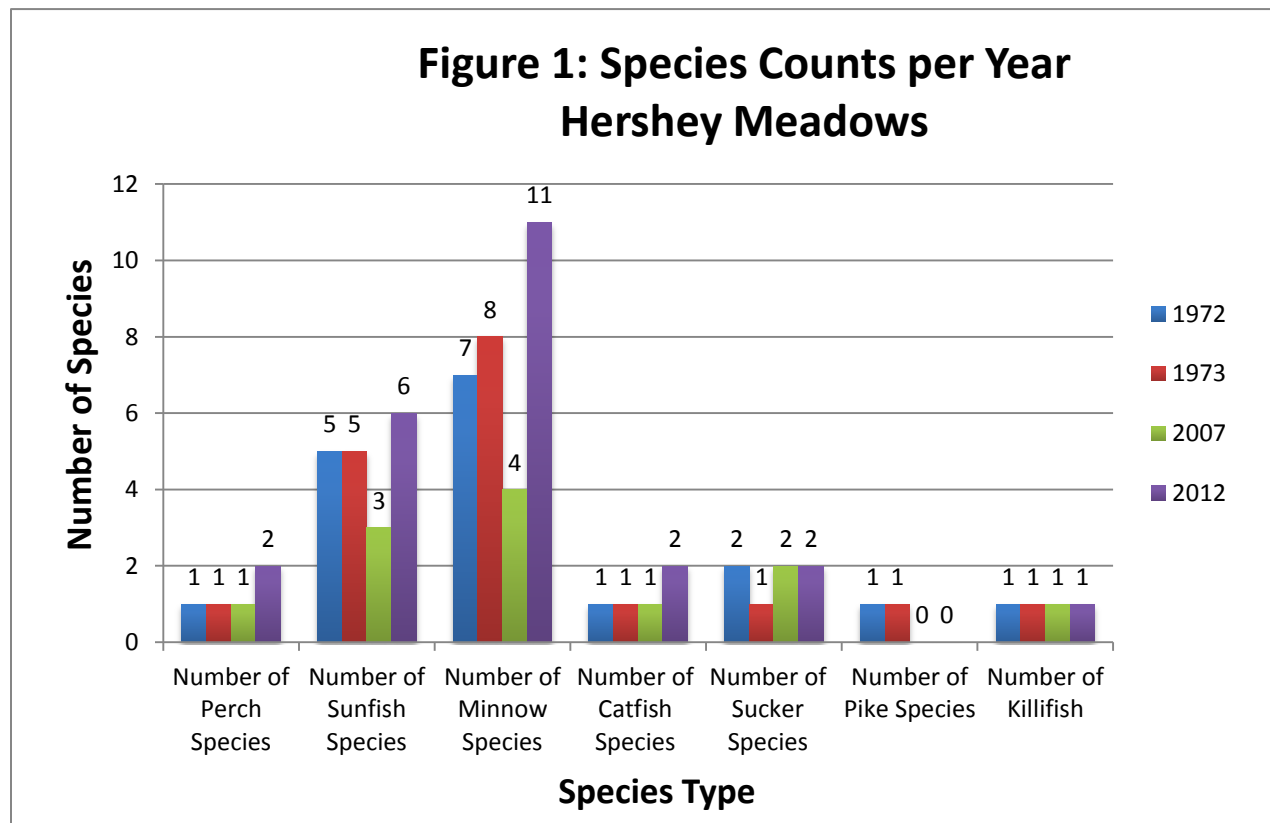 Figure 1: Species Counts per Year
Hershey Meadows
Number of Species
12
10
8
6
4
2
0
1 1 1 2
5 5 3 6
7 8 4 11
1 1 1 2
2 1 2 2
1 1 0 0
1 1 1 1
Number of
Perch
Species
Number of
Sunfish
Species
Number of
Minnow
Species
Number of
Catfish
Species
Number of
Sucker
Species
Number of
Pike Species
Number of
Killifish
Species Type
1972
1973
2007
2012